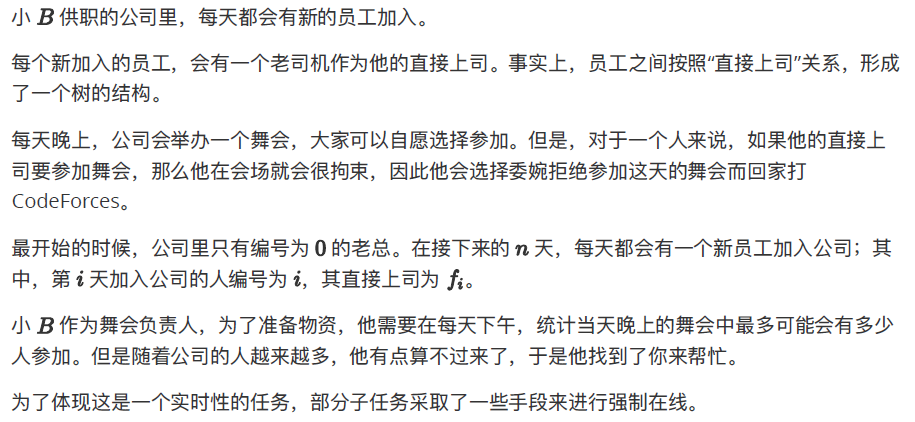 小 B 供职的公司里，每天都会有新的员工加入。
每个新加入的员工，会有一个老司机作为他的直接上司。事实上，员工之间按照“直接上司”关系，形成
了一个树的结构。
每天晚上，公司会举办一个舞会，大家可以自愿选择参加。但是，对于一个人来说，如果他的直接上
司要参加舞会，那么他在会场就会很拘束，因此他会选择委婉拒绝参加这天的舞会而回家打
CodeForces。
最开始的时候，公司里只有编号为 0 的老总。在接下来的 n 天，每天都会有一个新员工加入公司；其
中，第 i 天加入公司的人编号为 i，其直接上司为 f_i。
小 B 作为舞会负责人，为了准备物资，他需要在每天下午，统计当天晚上的舞会中最多可能会有多少
人参加。但是随着公司的人越来越多，他有点算不过来了，于是他找到了你来帮忙。
为了体现这是一个实时性的任务，部分子任务采取了一些手段来进行强制在线。